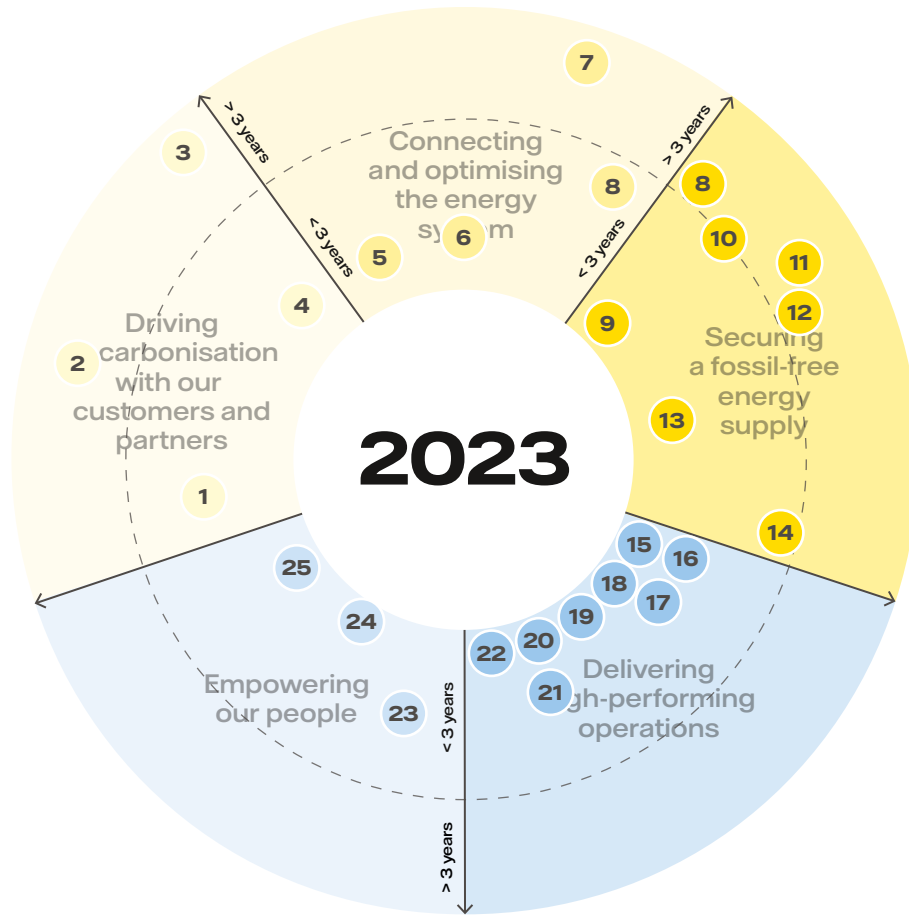 7
3
> 3 years
> 3 years
Connecting
and optimising
the energy
sy m
8
8
6
10
5
< 3 years
< 3 years
11
4
12
9
Driving
carbonisation
with our
customers and
partners
2
Securing
a fossil-free
energy
supply
13
2023
1
14
15
16
25
18
17
19
24
20
22
Delivering
gh-performing
operations
21
Empowering
our people
23
< 3 years
> 3 years